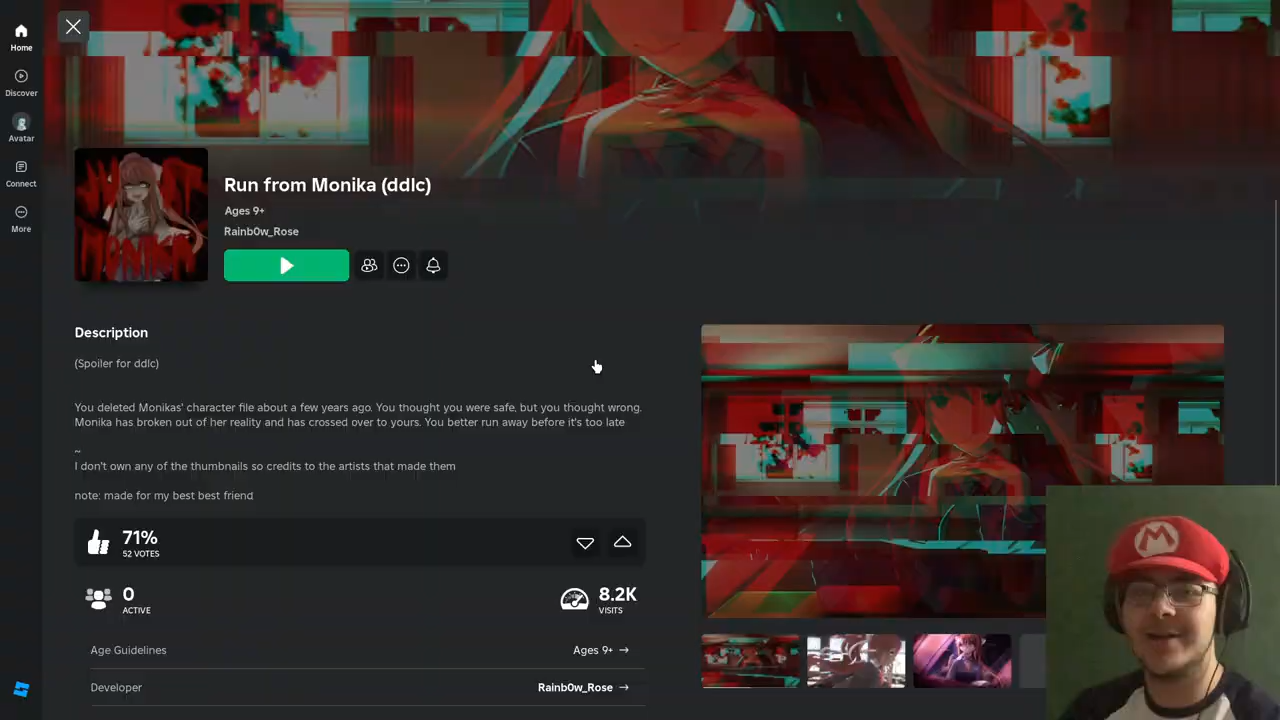 Home
Discover
Avatar
Connect
More
Run from Monika (ddlc)
Ages 9+
Rainb0w_Rose
Description
(Spoiler for ddlc)
You deleted Monikas' character file about a few years ago. You thought you were safe, but you thought wrong.
Monika has broken out of her reality and has crossed over to yours. You better run away before it's too late
~
I don't own any of the thumbnails so credits to the artists that made them
note: made for my best best friend
71%
52 VOTES
0
ACTIVE
8.2K
VISITS
Age Guidelines
Ages 9+
Developer
Rainb0w_Rose
M